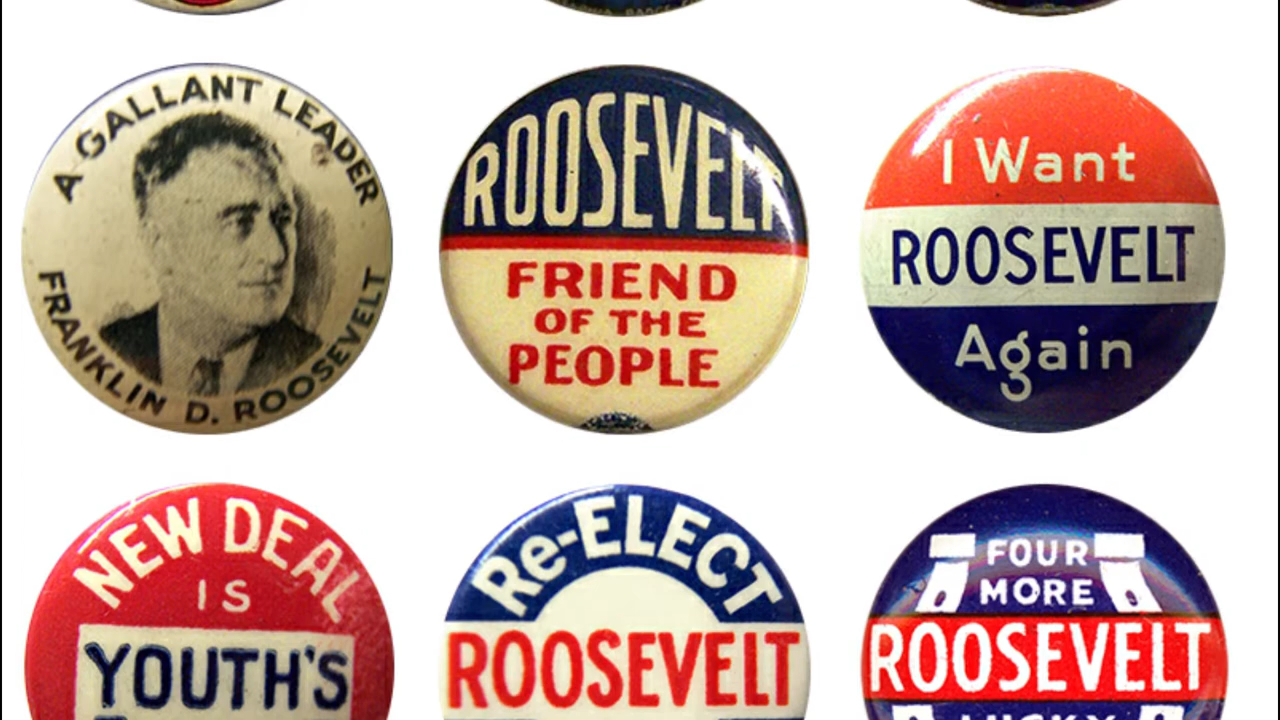 A GALLANT LEADER
FRANKLIN D. ROOSEVELT
ROOSEVELT
FRIEND
OF THE
PEOPLE
I Want
ROOSEVELT
Again
NEW DEAL
IS
YOUTH'S
Re-ELECT
ROOSEVELT
FOUR
MORE
ROOSEVELT
LUCKY